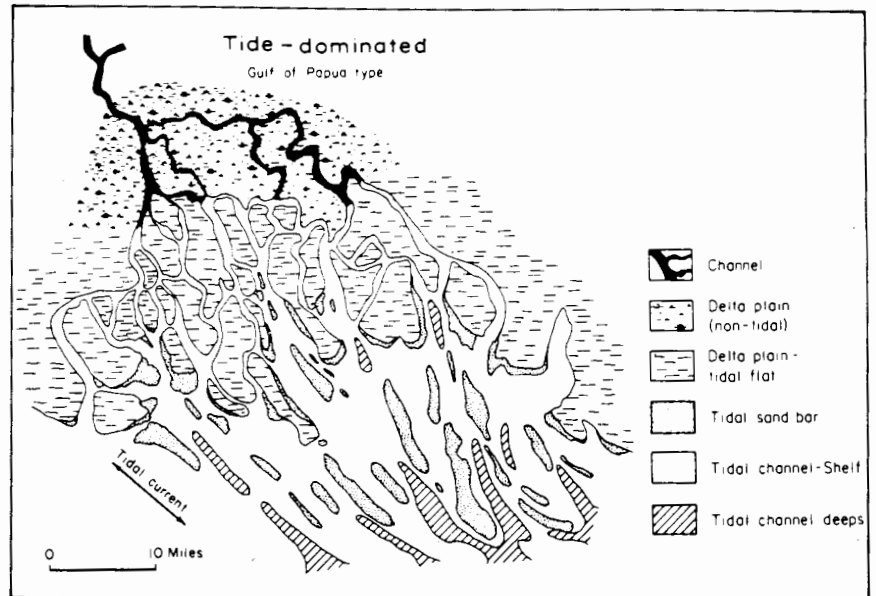 Tide-dominated
Gulf of Papua type
Channel
Delta plain
(non-tidal)
Delta plain-
tidal flat
Tidal sand bar
Tidal channel-Shelf
Tidal channel deeps
Tidal current
0 10 Miles